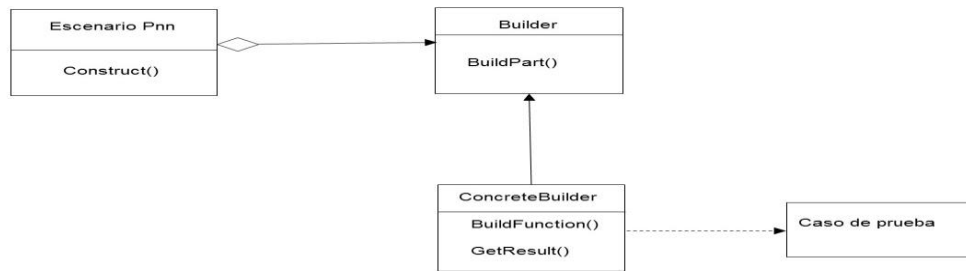 Escenario Pnn
Construct()
Builder
BuildPart()
ConcreteBuilder
BuildFunction()
GetResult()
Caso de prueba